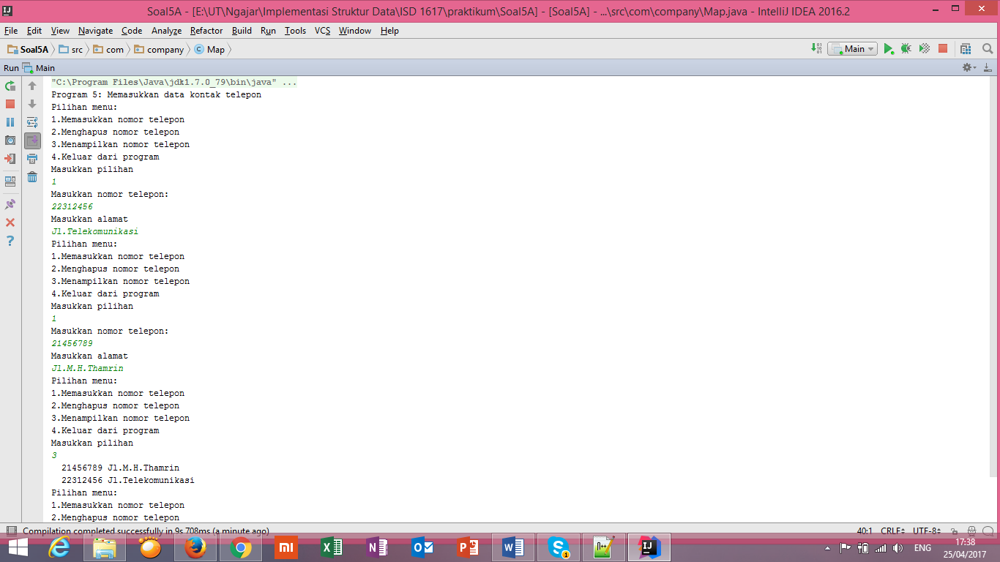 Soal5A - [E:\UT\Ngajar\Implementasi Struktur Data\ISD 1617\praktikum\Soal5A] - [Soal5A] - ...\src\com\company\Map.java - IntelliJ IDEA 2016.2
File Edit View Navigate Code Analyze Refactor Build Run Tools VCS Window Help
Soal5A src com company Map Main
Run Main
"C:\Program Files\Java\jdk1.7.0_79\bin\java" ...
Program 5: Memasukkan data kontak telepon
Pilihan menu:
1.Memasukkan nomor telepon
2.Menghapus nomor telepon
3.Menampilkan nomor telepon
4.Keluar dari program
Masukkan pilihan
1
Masukkan nomor telepon:
22312456
Masukkan alamat
Jl.Telekomunikasi
Pilihan menu:
1.Memasukkan nomor telepon
2.Menghapus nomor telepon
3.Menampilkan nomor telepon
4.Keluar dari program
Masukkan pilihan
1
Masukkan nomor telepon:
21456789
Masukkan alamat
Jl.M.H.Thamrin
Pilihan menu:
1.Memasukkan nomor telepon
2.Menghapus nomor telepon
3.Menampilkan nomor telepon
4.Keluar dari program
Masukkan pilihan
3
21456789 Jl.M.H.Thamrin
22312456 Jl.Telekomunikasi
Pilihan menu:
1.Memasukkan nomor telepon
2.Menghapus nomor telepon
Compilation completed successfully in 9s 708ms (a minute ago) 40:1 CRLF UTF-8
ENG
17:38
25/04/2017